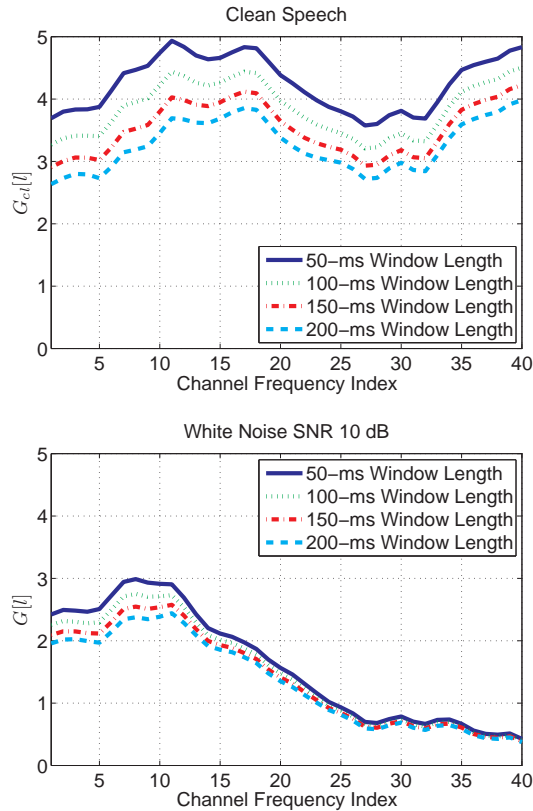 Clean Speech
5
4
3
2
1
0
G_cl[l]
50−ms Window Length
100−ms Window Length
150−ms Window Length
200−ms Window Length
5 10 15 20 25 30 35 40
Channel Frequency Index
White Noise SNR 10 dB
5
4
3
2
1
0
G[l]
50−ms Window Length
100−ms Window Length
150−ms Window Length
200−ms Window Length
5 10 15 20 25 30 35 40
Channel Frequency Index